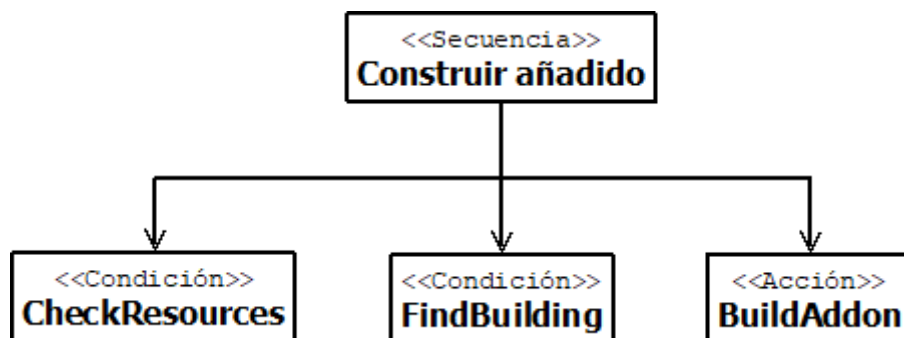 <<Secuencia>>
Construir añadido
<<Condición>>
CheckResources
<<Condición>>
FindBuilding
<<Acción>>
BuildAddon